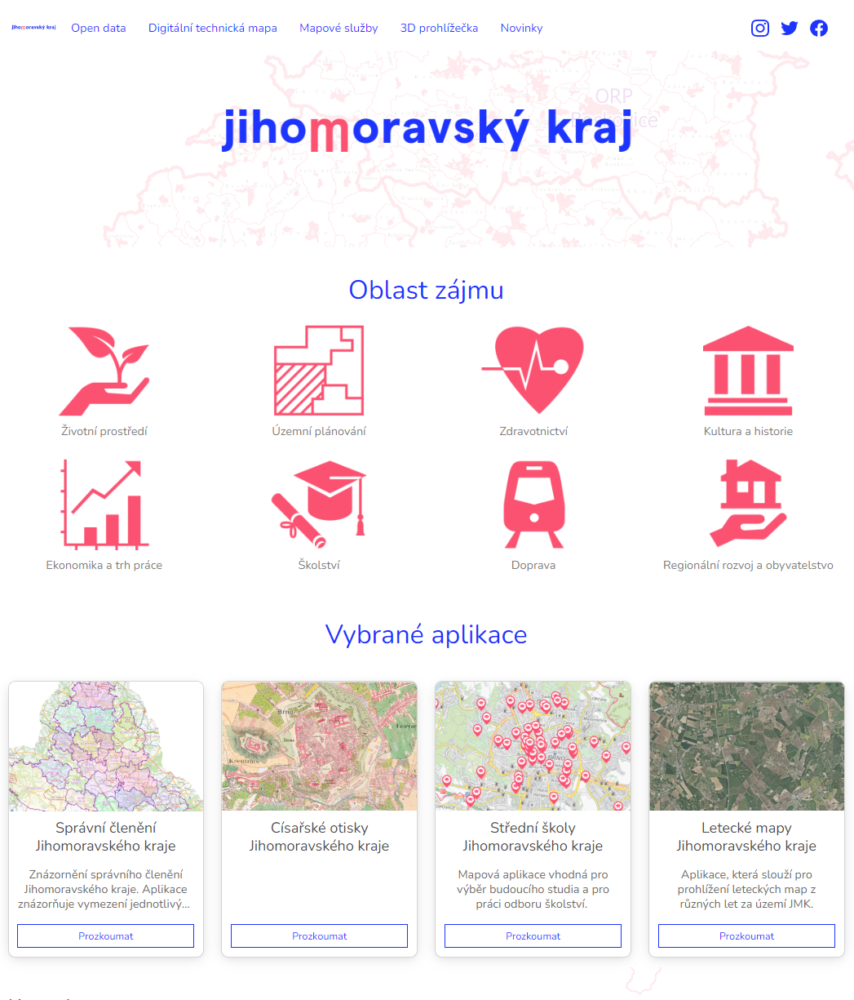 jihomoravský kraj
Open data
Digitální technická mapa
Mapové služby
3D prohlížečka
Novinky
ORP
Boskovice
jihomoravský kraj
Oblast zájmu
Životní prostředí
Územní plánování
Zdravotnictví
Kultura a historie
Ekonomika a trh práce
Školství
Doprava
Regionální rozvoj a obyvatelstvo
Vybrané aplikace
Správní členění
Jihomoravského kraje
Znázornění správního členění
Jihomoravského kraje. Aplikace
znázorňuje vymezení jednotlivý...
Prozkoumat
Brno
Císařské otisky
Jihomoravského kraje
Prozkoumat
BRNO
Střední školy
Jihomoravského kraje
Mapová aplikace vhodná pro
výběr budoucího studia a pro
práci odboru školství.
Prozkoumat
Letecké mapy
Jihomoravského kraje
Aplikace, která slouží pro
prohlížení leteckých map z
různých let za území JMK.
Prozkoumat